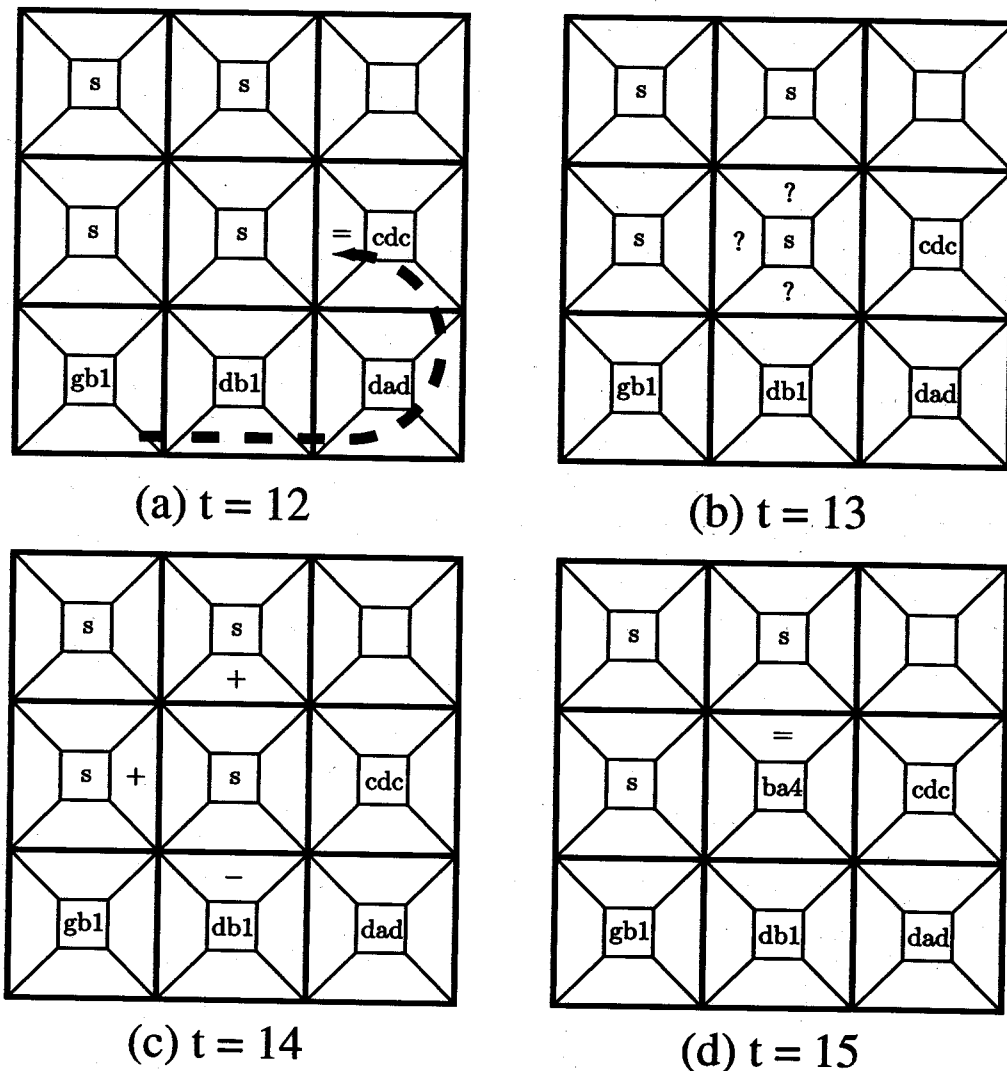 s s s s
s s = cdc s ? ? s cdc
?
gb1 db1 dad gb1 db1 dad
(a) t = 12 (b) t = 13
s s s s
+
s + s cdc s = ba4 cdc
−
gb1 db1 dad gb1 db1 dad
(c) t = 14 (d) t = 15